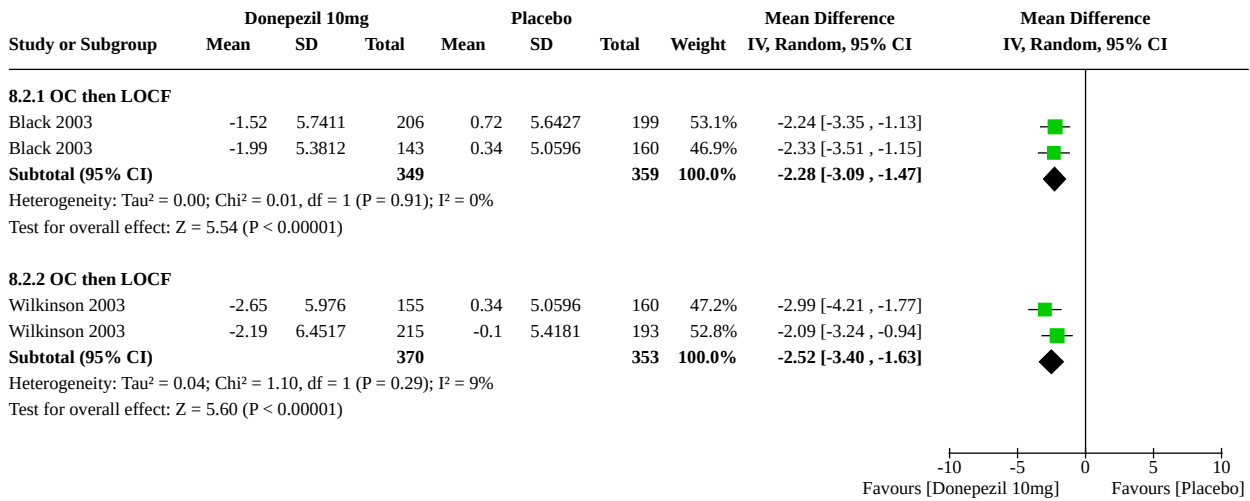 Donepezil 10mg Placebo Mean Difference Mean Difference
Study or Subgroup Mean SD Total Mean SD Total Weight IV, Random, 95% CI IV, Random, 95% CI
8.2.1 OC then LOCF
Black 2003 -1.52 5.7411 206 0.72 5.6427 199 53.1% -2.24 [-3.35 , -1.13]
Black 2003 -1.99 5.3812 143 0.34 5.0596 160 46.9% -2.33 [-3.51 , -1.15]
Subtotal (95% CI) 349 359 100.0% -2.28 [-3.09 , -1.47]
Heterogeneity: Tau² = 0.00; Chi² = 0.01, df = 1 (P = 0.91); I² = 0%
Test for overall effect: Z = 5.54 (P < 0.00001)
8.2.2 OC then LOCF
Wilkinson 2003 -2.65 5.976 155 0.34 5.0596 160 47.2% -2.99 [-4.21 , -1.77]
Wilkinson 2003 -2.19 6.4517 215 -0.1 5.4181 193 52.8% -2.09 [-3.24 , -0.94]
Subtotal (95% CI) 370 353 100.0% -2.52 [-3.40 , -1.63]
Heterogeneity: Tau² = 0.04; Chi² = 1.10, df = 1 (P = 0.29); I² = 9%
Test for overall effect: Z = 5.60 (P < 0.00001)
-10 -5 0 5 10
Favours [Donepezil 10mg] Favours [Placebo]